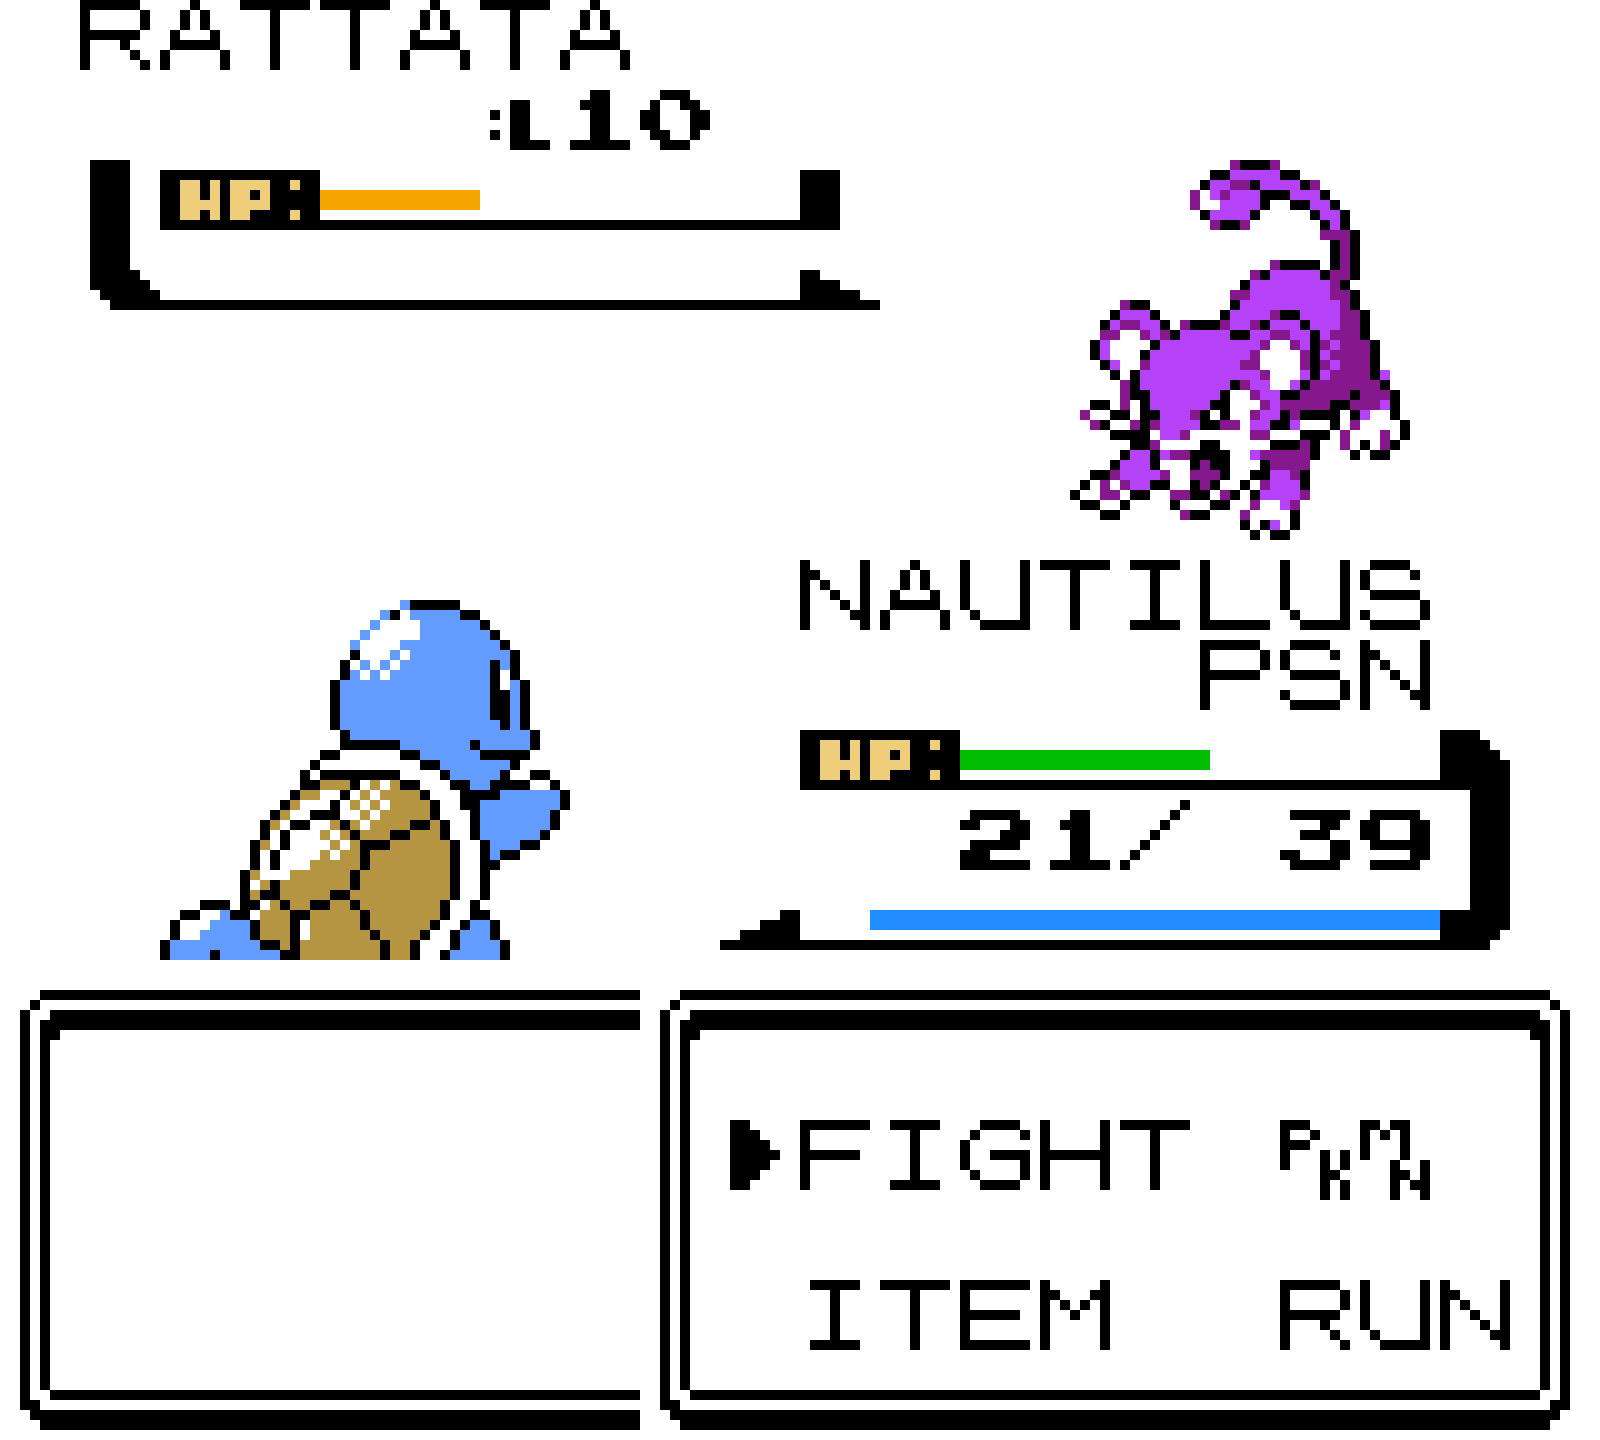 RATTATA
:L10
HP:
NAUTILUS
PSN
HP:
21/ 39
FIGHT PKMN
ITEM RUN